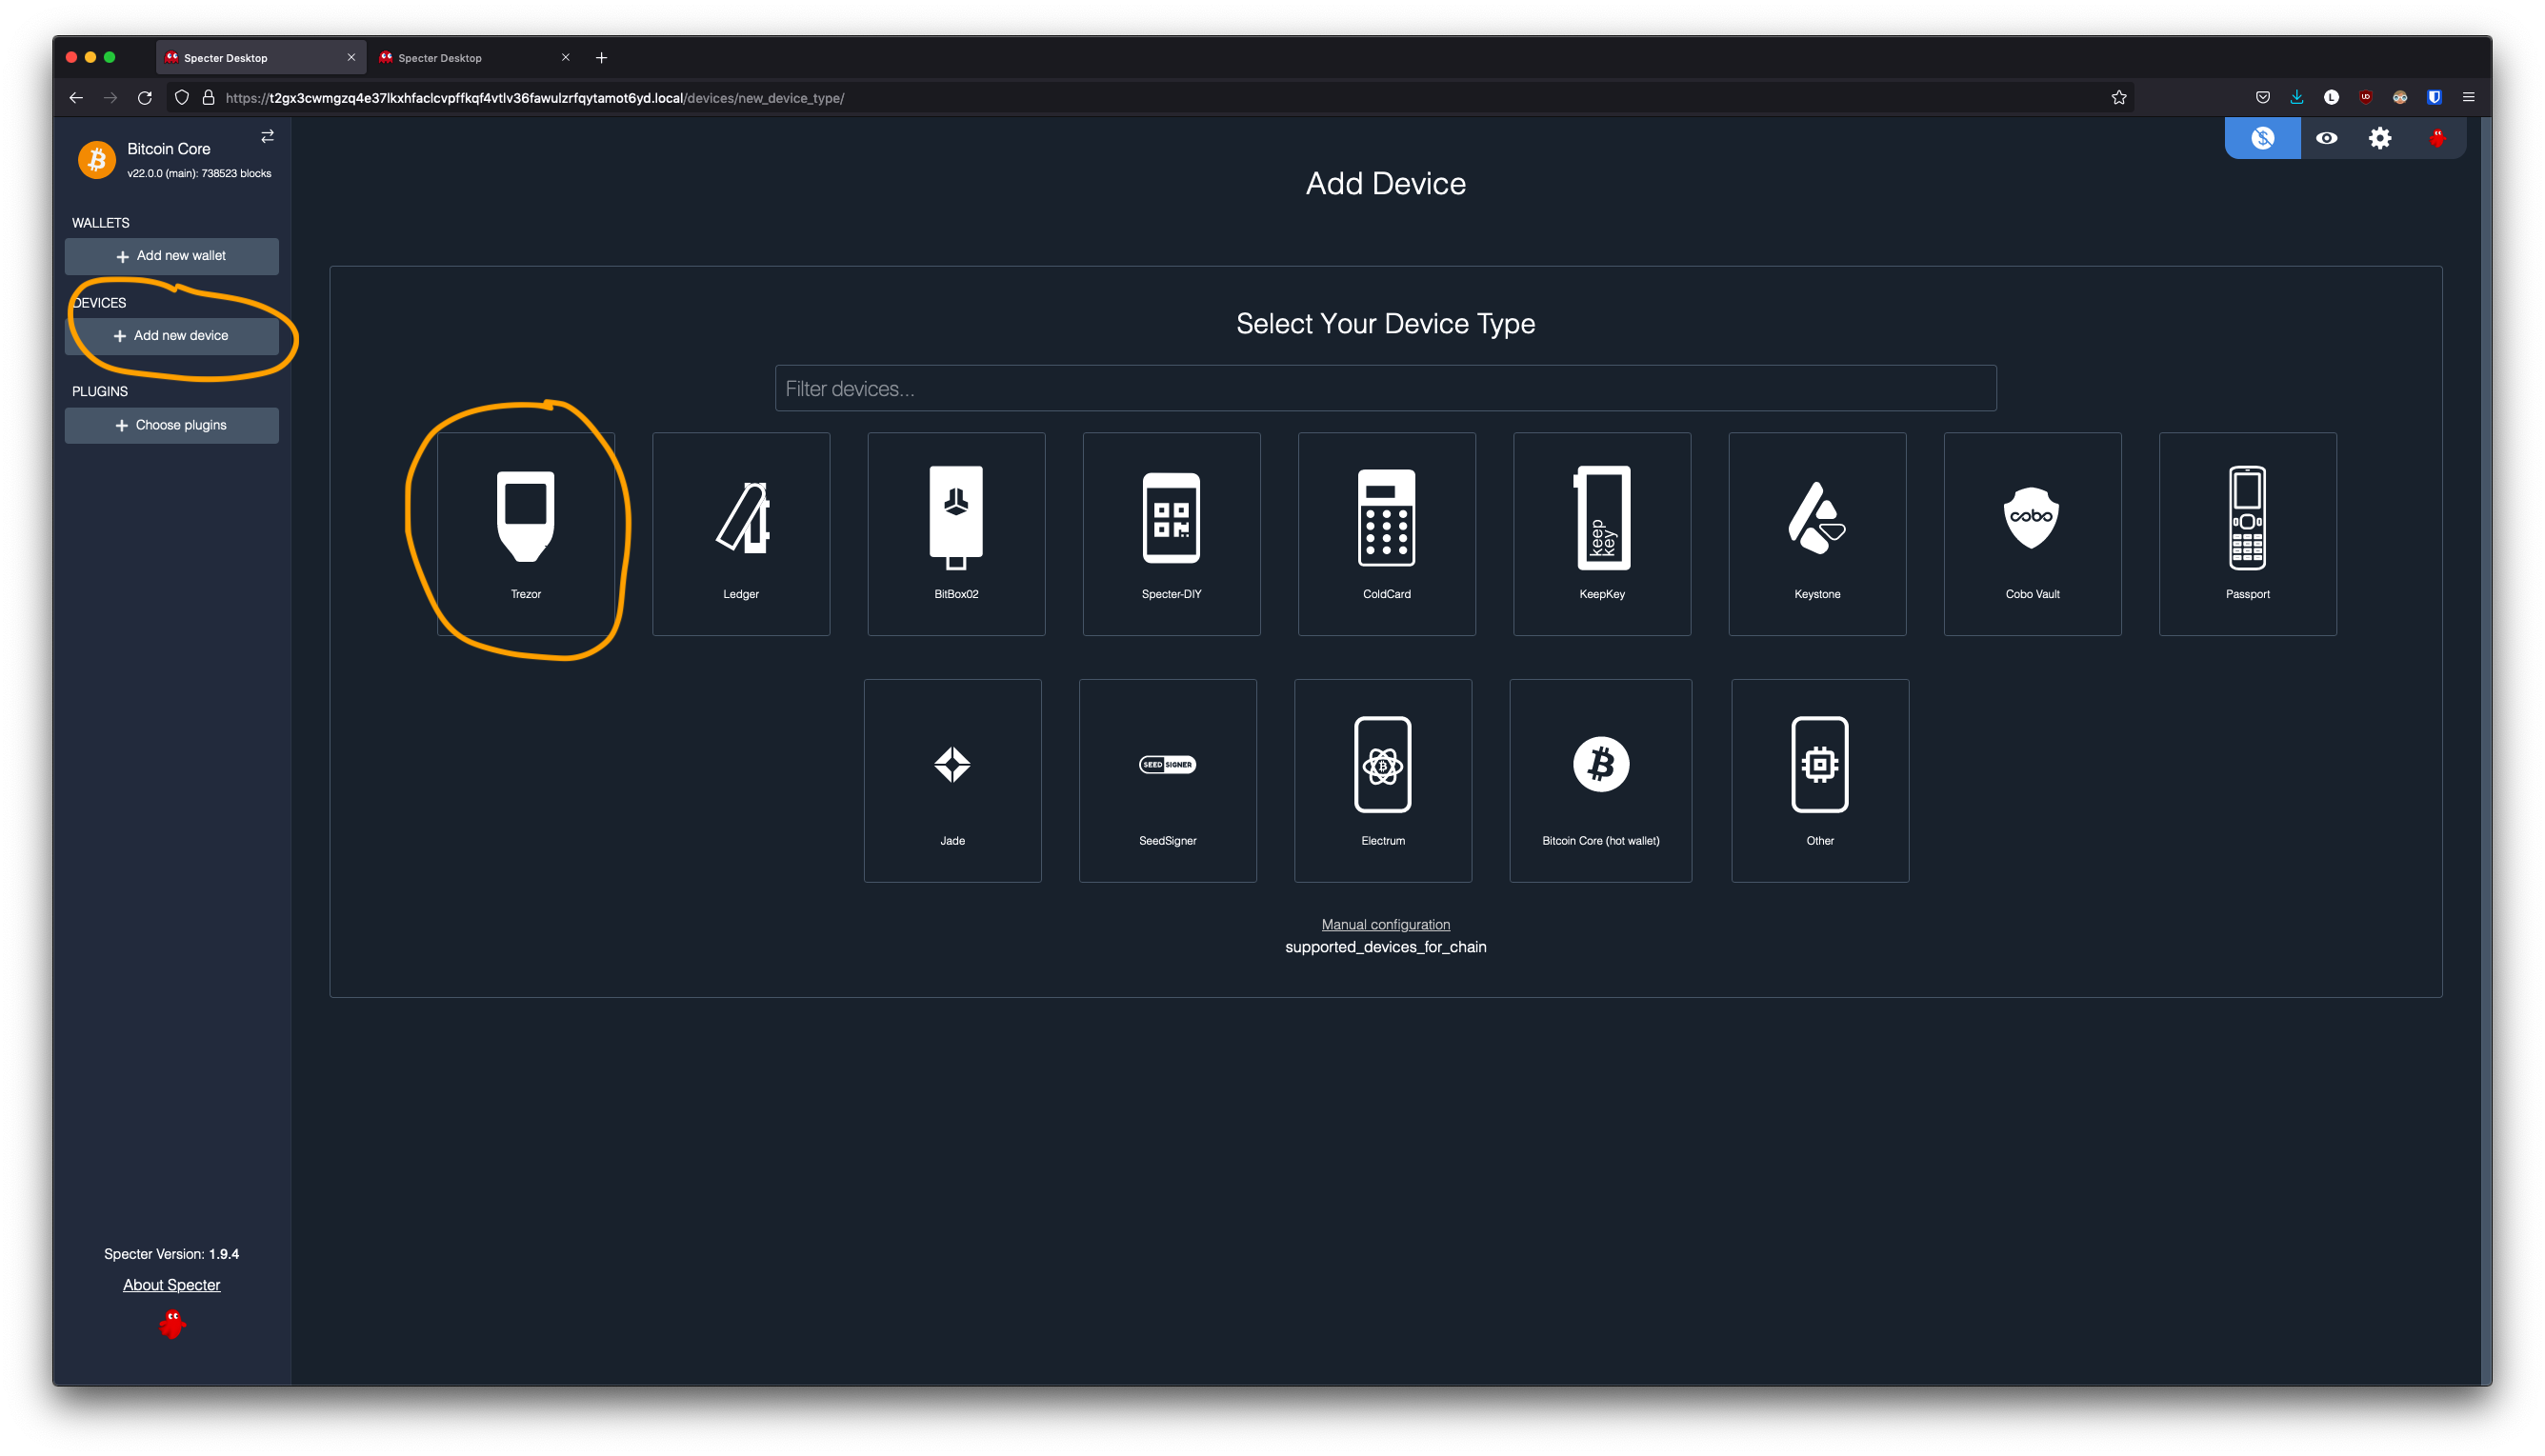 Specter Desktop
Specter Desktop
https://t2gx3cwmgzq4e37lkxhfaclcvpffkqf4vtlv36fawulzrfqytamot6yd.local/devices/new_device_type/
Bitcoin Core
v22.0.0 (main): 738523 blocks
WALLETS
+ Add new wallet
DEVICES
+ Add new device
PLUGINS
+ Choose plugins
Specter Version: 1.9.4
About Specter
Add Device
Select Your Device Type
Filter devices...
keep
key
cobo
Trezor
Ledger
BitBox02
Specter-DIY
ColdCard
KeepKey
Keystone
Cobo Vault
Passport
SEED SIGNER
Jade
SeedSigner
Electrum
Bitcoin Core (hot wallet)
Other
Manual configuration
supported_devices_for_chain